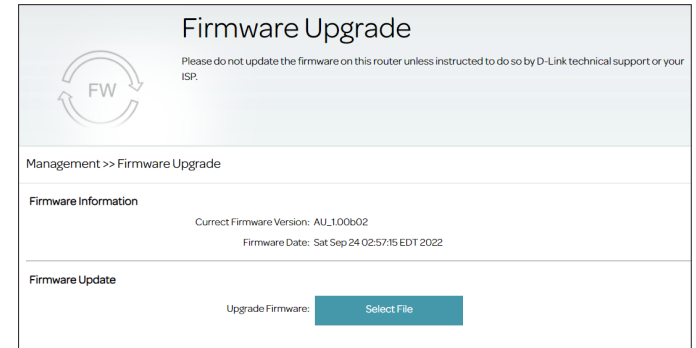 Firmware Upgrade
Please do not update the firmware on this router unless instructed to do so by D-Link technical support or your
ISP.
FW
Management >> Firmware Upgrade
Firmware Information
Currect Firmware Version: AU_1.00b02
Firmware Date: Sat Sep 24 02:57:15 EDT 2022
Firmware Update
Upgrade Firmware: Select File